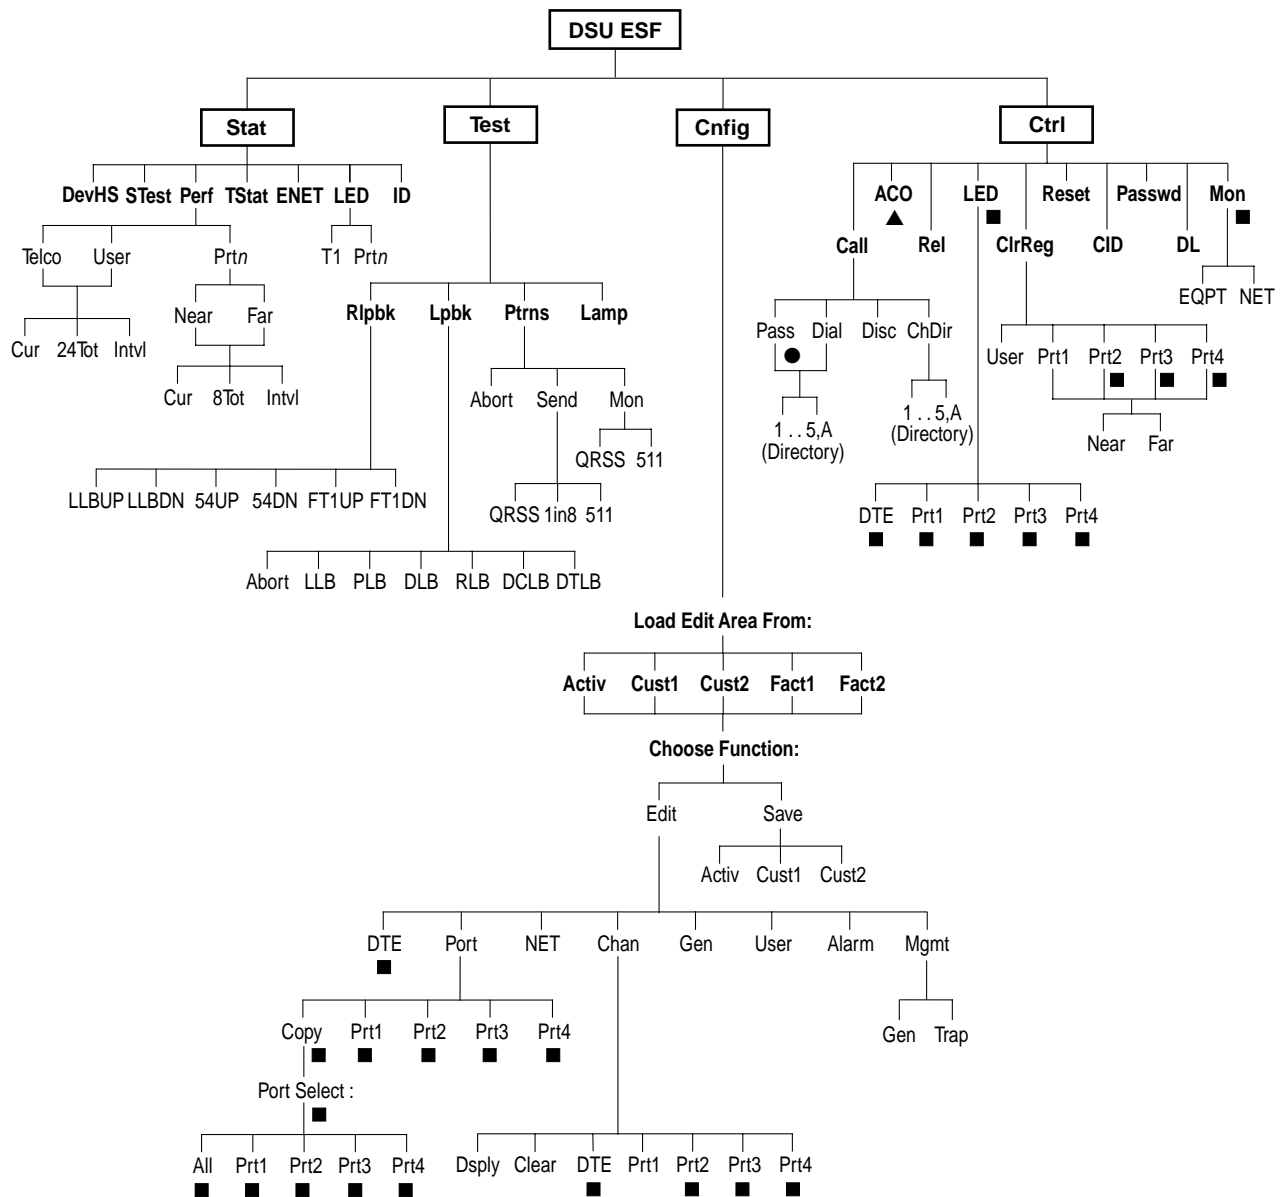 DSU ESF
Stat Test Cnfig Ctrl
DevHS STest Perf TStat ENET LED ID
ACO LED Reset Passwd Mon
Call Rel ClrReg CID DL
Telco User Prtn T1 Prtn
EQPT NET
Near Far
Rlpbk Lpbk Ptrns Lamp
Pass Dial Disc ChDir
Cur 24Tot Intvl
User Prt1 Prt2 Prt3 Prt4
Cur 8Tot Intvl
Abort Send Mon
1 . . 5,A
(Directory)
1 . . 5,A
(Directory)
Near Far
QRSS 511
LLBUP LLBDN 54UP 54DN FT1UP FT1DN
QRSS 1in8 511
DTE Prt1 Prt2 Prt3 Prt4
Abort LLB PLB DLB RLB DCLB DTLB
Load Edit Area From:
Activ Cust1 Cust2 Fact1 Fact2
Choose Function:
Edit Save
Activ Cust1 Cust2
DTE Port NET Chan Gen User Alarm Mgmt
Copy Prt1 Prt2 Prt3 Prt4
Gen Trap
Port Select :
All Prt1 Prt2 Prt3 Prt4
Dsply Clear DTE Prt1 Prt2 Prt3 Prt4